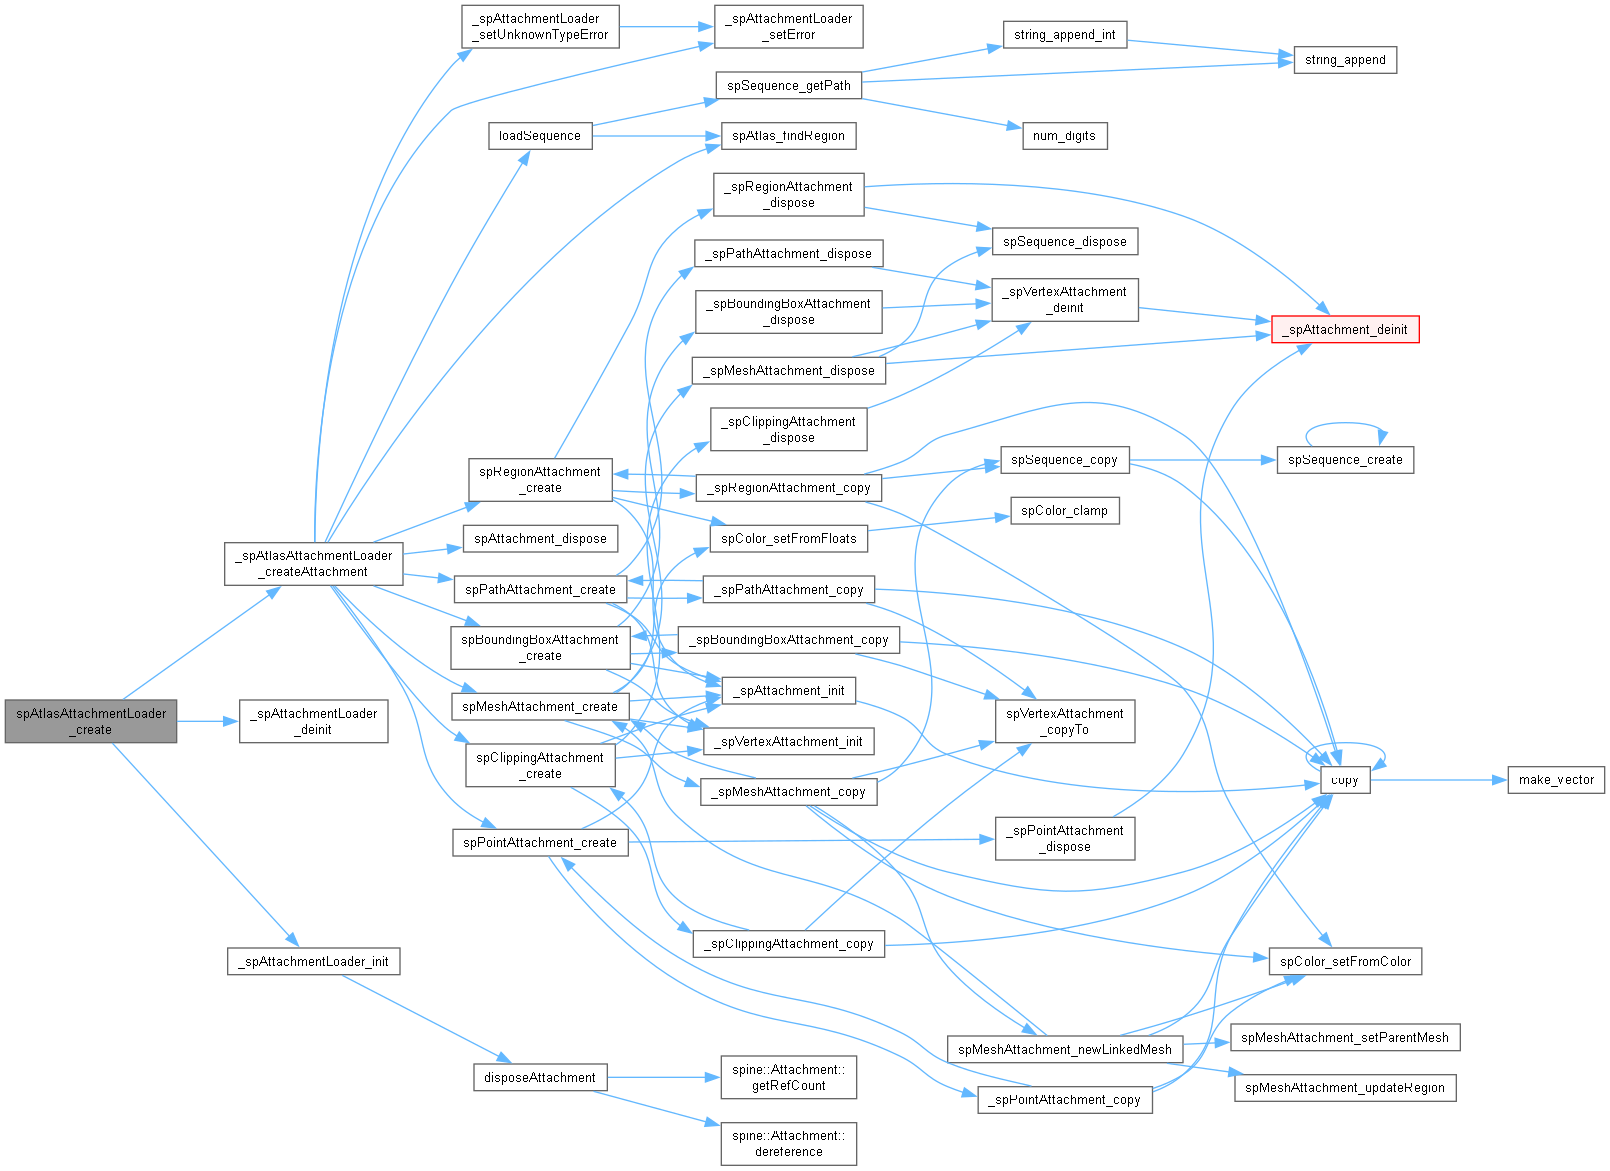 _spAttachmentLoader
_setUnknownTypeError
_spAttachmentLoader
_setError
string_append_int
string_append
spSequence_getPath
num_digits
loadSequence
spAtlas_findRegion
_spRegionAttachment
_dispose
spSequence_dispose
_spPathAttachment_dispose
_spVertexAttachment
_deinit
_spBoundingBoxAttachment
_dispose
_spAttachment_deinit
_spMeshAttachment_dispose
_spClippingAttachment
_dispose
spRegionAttachment
_create
_spRegionAttachment_copy
spSequence_copy
spSequence_create
spColor_clamp
spColor_setFromFloats
spAttachment_dispose
_spAtlasAttachmentLoader
_createAttachment
spPathAttachment_create
_spPathAttachment_copy
spBoundingBoxAttachment
_create
_spBoundingBoxAttachment_copy
_spAttachment_init
spMeshAttachment_create
spVertexAttachment
_copyTo
spAtlasAttachmentLoader
_create
_spAttachmentLoader
_deinit
_spVertexAttachment_init
spClippingAttachment
_create
_spMeshAttachment_copy
copy
make_vector
spPointAttachment_create
_spPointAttachment
_dispose
_spClippingAttachment_copy
_spAttachmentLoader_init
spColor_setFromColor
spMeshAttachment_newLinkedMesh
spMeshAttachment_setParentMesh
disposeAttachment
spine::Attachment::
getRefCount
spMeshAttachment_updateRegion
_spPointAttachment_copy
spine::Attachment::
dereference